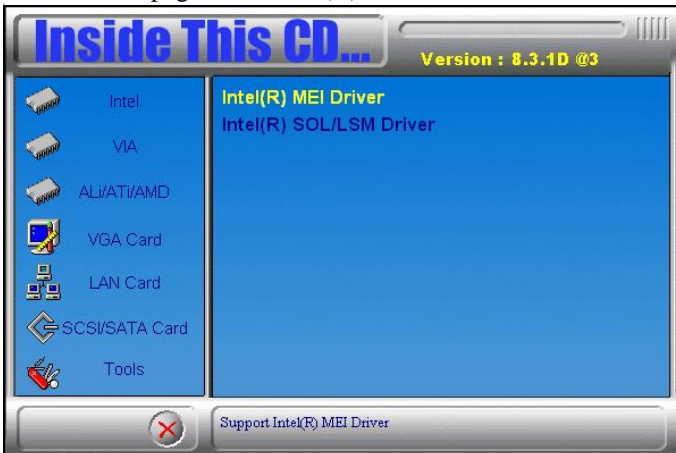 Inside This CD...
Version : 8.3.1D @3
Intel
VIA
ALi/ATi/AMD
VGA Card
LAN Card
SCSI/SATA Card
Tools
Intel(R) MEI Driver
Intel(R) SOL/LSM Driver
Support Intel(R) MEI Driver